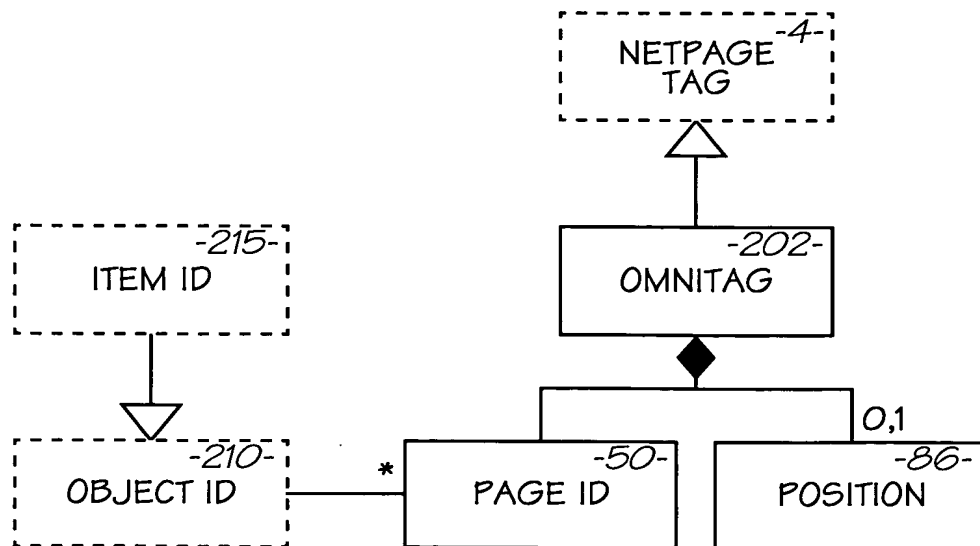 -4-
NETPAGE
TAG
-215-
ITEM ID
-202-
OMNITAG
0,1
-210-
OBJECT ID
*
-50-
PAGE ID
-86-
POSITION